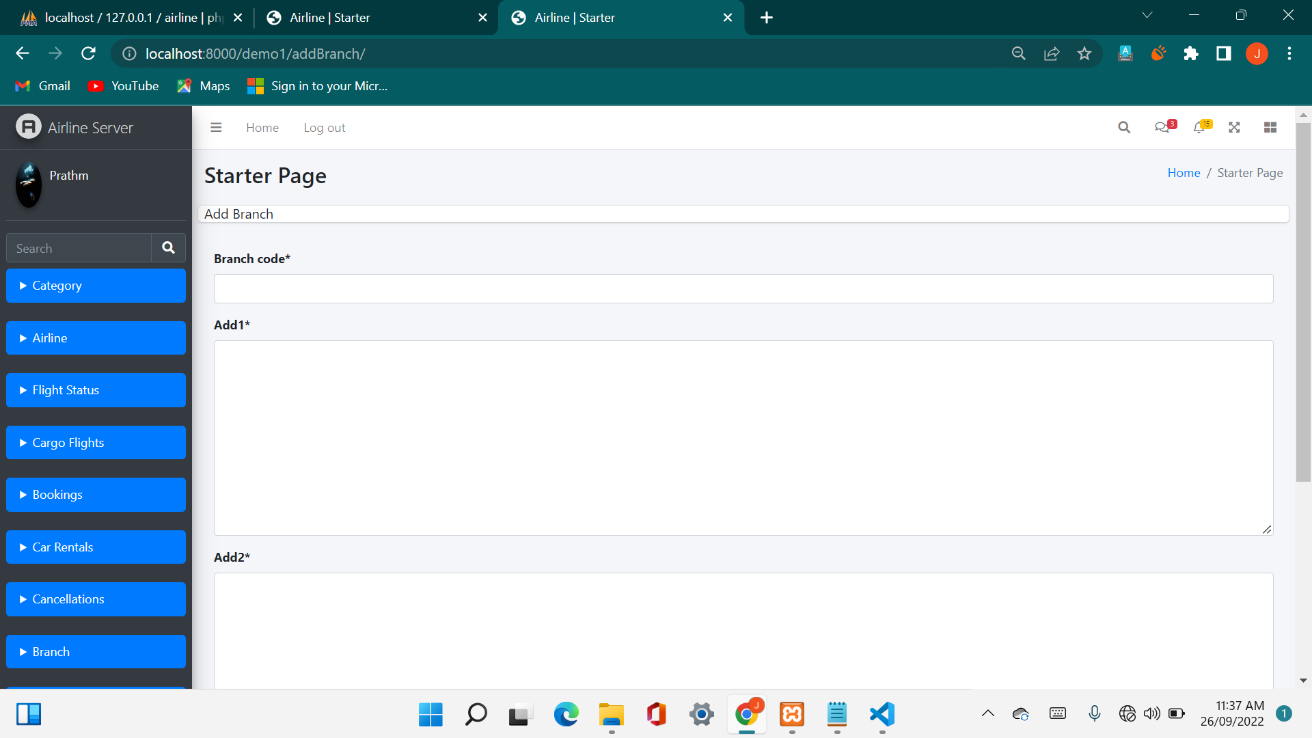 localhost / 127.0.0.1 / airline | ph
Airline | Starter
Airline | Starter
localhost:8000/demo1/addBranch/
A
J
Gmail
YouTube
Maps
Sign in to your Micr...
Airline Server
Home
Log out
3
15
Prathm
Starter Page
Home / Starter Page
Add Branch
Search
Branch code*
Category
Add1*
Airline
Flight Status
Cargo Flights
Bookings
Car Rentals
Add2*
Cancellations
Branch
J
11:37 AM
26/09/2022
1